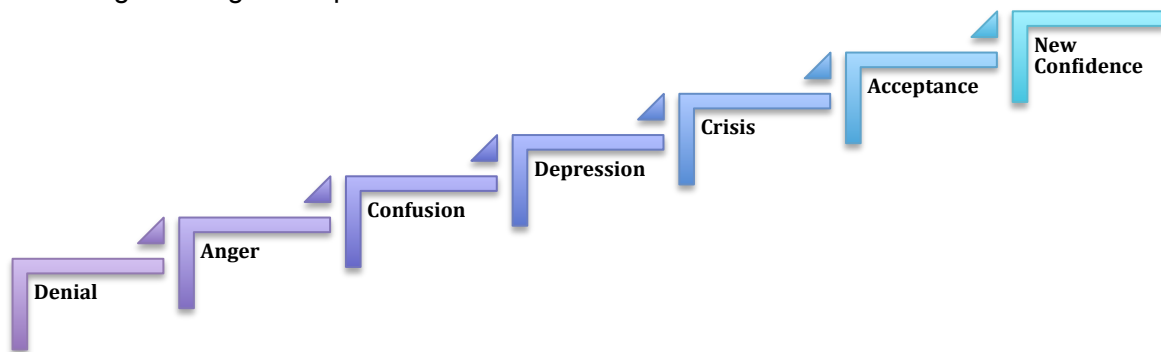 Denial
Anger
Confusion
Depression
Crisis
Acceptance
New
Confidence